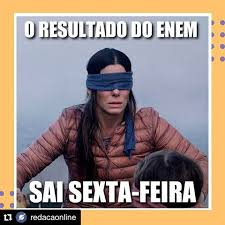 O RESULTADO DO ENEM
SAI SEXTA-FEIRA
redacaonline